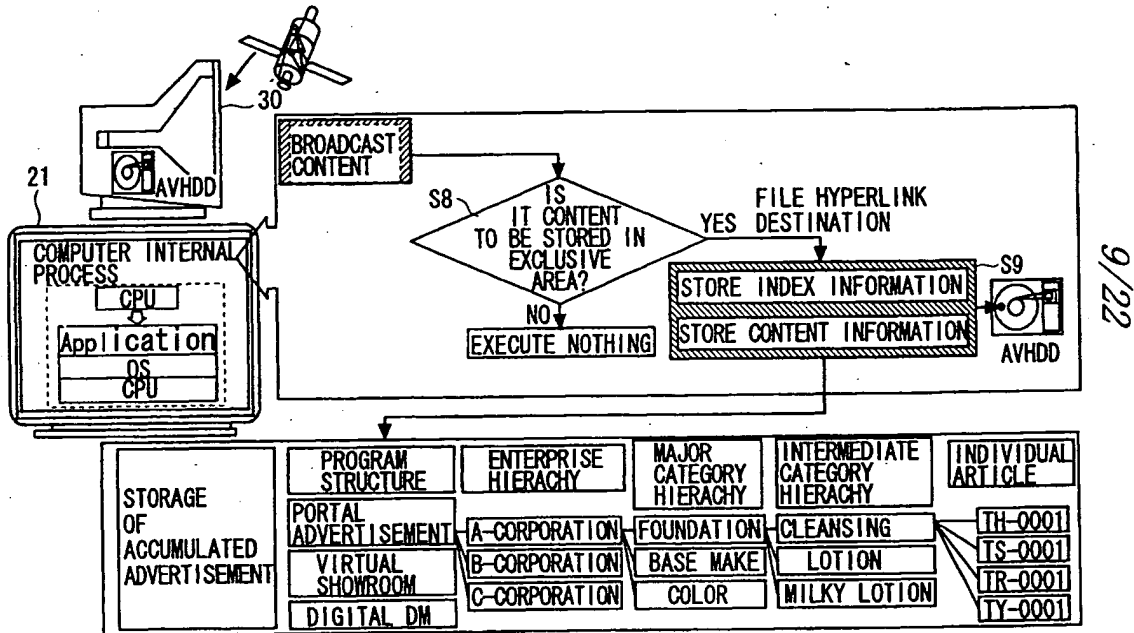 30
AVHDD
21
COMPUTER INTERNAL
PROCESS
CPU
Application
OS
CPU
BROADCAST
CONTENT
S8
IS
IT CONTENT
TO BE STORED IN
EXCLUSIVE
AREA?
NO
EXECUTE NOTHING
FILE HYPERLINK
YES DESTINATION
S9
STORE INDEX INFORMATION
STORE CONTENT INFORMATION
AVHDD
9/22
STORAGE
OF
ACCUMULATED
ADVERTISEMENT
PROGRAM
STRUCTURE
PORTAL
ADVERTISEMENT
VIRTUAL
SHOWROOM
DIGITAL DM
ENTERPRISE
HIERACHY
A-CORPORATION
B-CORPORATION
C-CORPORATION
MAJOR
CATEGORY
HIERACHY
FOUNDATION
BASE MAKE
COLOR
INTERMEDIATE
CATEGORY
HIERACHY
CLEANSING
LOTION
MILKY LOTION
INDIVIDUAL
ARTICLE
TH-0001
TS-0001
TR-0001
TY-0001